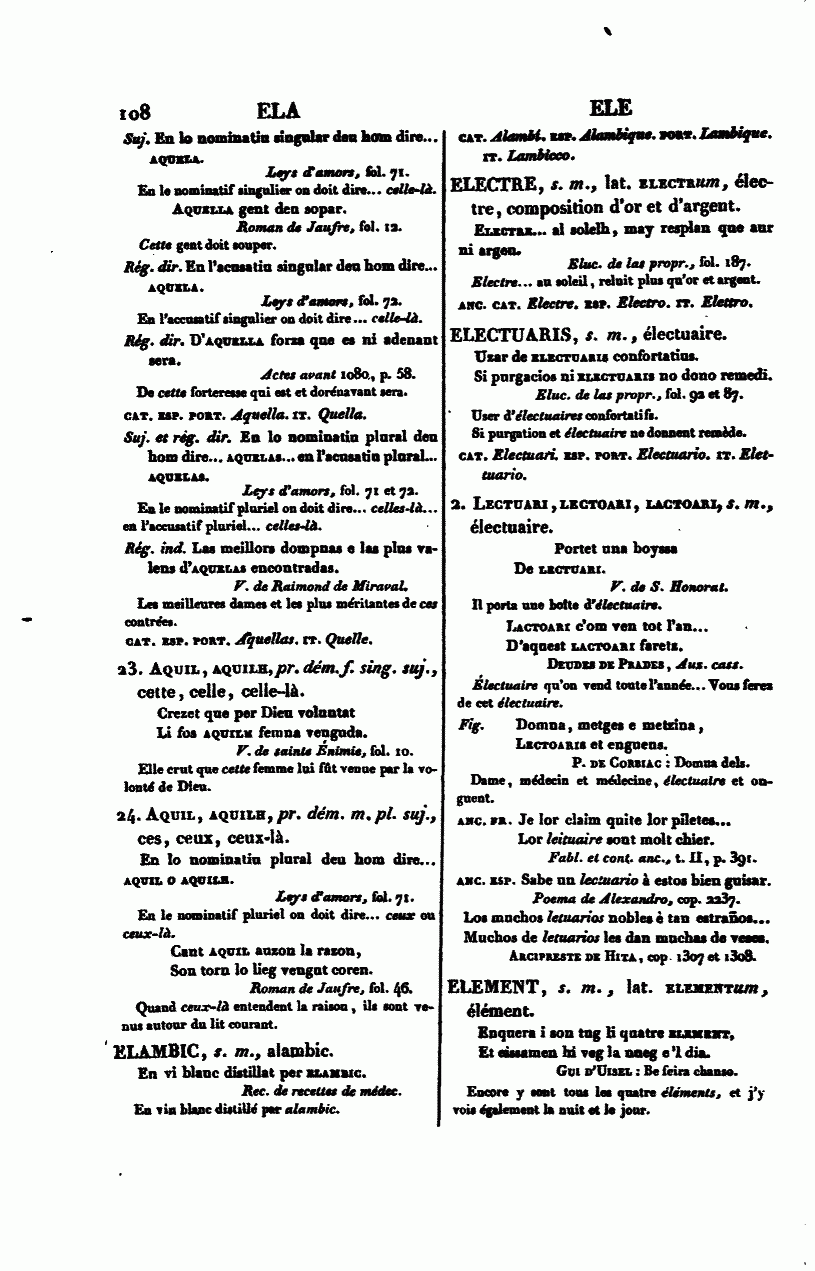 108 ELA ELE
Suj. En lo nominatiu singular deu hom dire...
AQUELA.
Leys d'amors, fol. 71.
En le nominatif singulier on doit dire... celle-là.
AQUELLA gent den sopar.
Roman de Jaufre, fol. 12.
Cette gent doit souper.
Rég. dir. En l'acusatiu singular deu hom dire...
AQUELA.
Leys d'amors, fol. 72.
En l'accusatif singulier on doit dire... celle-là.
Rég. dir. D'AQUELLA forza que es ni adenant
sera.
Actes avant 1080, p. 58.
De cette forteresse qui est et dorénavant sera.
CAT. ESP. PORT. Aquella. IT. Quella.
Suj. et rég. dir. En lo nominatiu plural deu
hom dire... AQUELAS... en l'acusatiu plural...
AQUELAS.
Leys d'amors, fol. 71 et 72.
En le nominatif pluriel on doit dire... celles-là...
en l'accusatif pluriel... celles-là.
Rég. ind. Las meillors dompnas e las plus va-
lens d'AQUELAS encontradas.
V. de Raimond de Miraval.
Les meilleures dames et les plus méritantes de ces
contrées.
CAT. ESP. PORT. Aquellas. IT. Quelle.
23. AQUIL, AQUILH, pr. dém. f. sing. suj.,
cette, celle, celle-là.
Crezet que per Dieu voluntat
Li fos AQUILH femna venguda.
V. de sainte Énimie, fol. 10.
Elle crut que cette femme lui fût venue par la vo-
lonté de Dieu.
24. AQUIL, AQUILH, pr. dém. m. pl. suj.,
ces, ceux, ceux-là.
En lo nominatiu plural deu hom dire...
AQUIL O AQUILH.
Leys d'amors, fol. 71.
En le nominatif pluriel on doit dire... ceux ou
ceux-là.
Cant AQUIL auzon la razon,
Son torn lo lieg vengut coren.
Roman de Jaufre, fol. 46.
Quand ceux-là entendent la raison, ils sont ve-
nus autour du lit courant.
ELAMBIC, s. m., alambic.
En vi blanc distillat per ELAMBIC.
Rec. de recettes de médec.
En vin blanc distillé par alambic.
CAT. Alambi. ESP. Alambique. PORT. Lambique.
IT. Lambicco.
ELECTRE, s. m., lat. ELECTRum, élec-
tre, composition d'or et d'argent.
ELECTRE... al solelh, may resplan que aur
ni argen.
Eluc. de las propr., fol. 187.
Electre... au soleil, reluit plus qu'or et argent.
ANC. CAT. Electre. ESP. Electro. IT. Elettro.
ELECTUARIS, s. m., électuaire.
Uzar de ELECTUARIS confortatius.
Si purgacios ni ELECTUARIS no dono remedi.
Eluc. de las propr., fol. 92 et 87.
User d'électuaires confortatifs.
Si purgation et électuaire ne donnent remède.
CAT. Electuari. ESP. PORT. Electuario. IT. Elet-
tuario.
2. LECTUARI, LECTOARI, LACTOARI, s. m.,
électuaire.
Portet una boyssa
De LECTUARI.
V. de S. Honorat.
Il porta une boîte d'électuaire.
LACTOARI c'om ven tot l'an...
D'aquest LACTOARI faretz.
DEUDES DE PRADES, Aus. cass.
Électuaire qu'on vend toute l'année... Vous ferez
de cet électuaire.
Fig. Domna, metges e metzina,
LECTOARIS et enguens.
P. DE CORBIAC : Domna dels.
Dame, médecin et médecine, électuaire et on-
guent.
ANC. FR. Je lor claim quite lor piletes...
Lor leituaire sont molt chier.
Fabl. et cont. anc., t. II, p. 391.
ANC. ESP. Sabe un lectuario à estos bien guisar.
Poema de Alexandro, cop. 2237.
Los muchos letuarios nobles è tan estraños...
Muchos de letuarios les dan muchas de veses.
ARCIPRESTE DE HITA, cop. 1307 et 1308.
ELEMENT, s. m., lat. ELEMENTum,
élément.
Enquera i son tug li quatre ELEMENT,
Et eissamen hi veg la nueg e'l dia.
GUI D'UISEL : Be feira chanso.
Encore y sont tous les quatre éléments, et j'y
vois également la nuit et le jour.